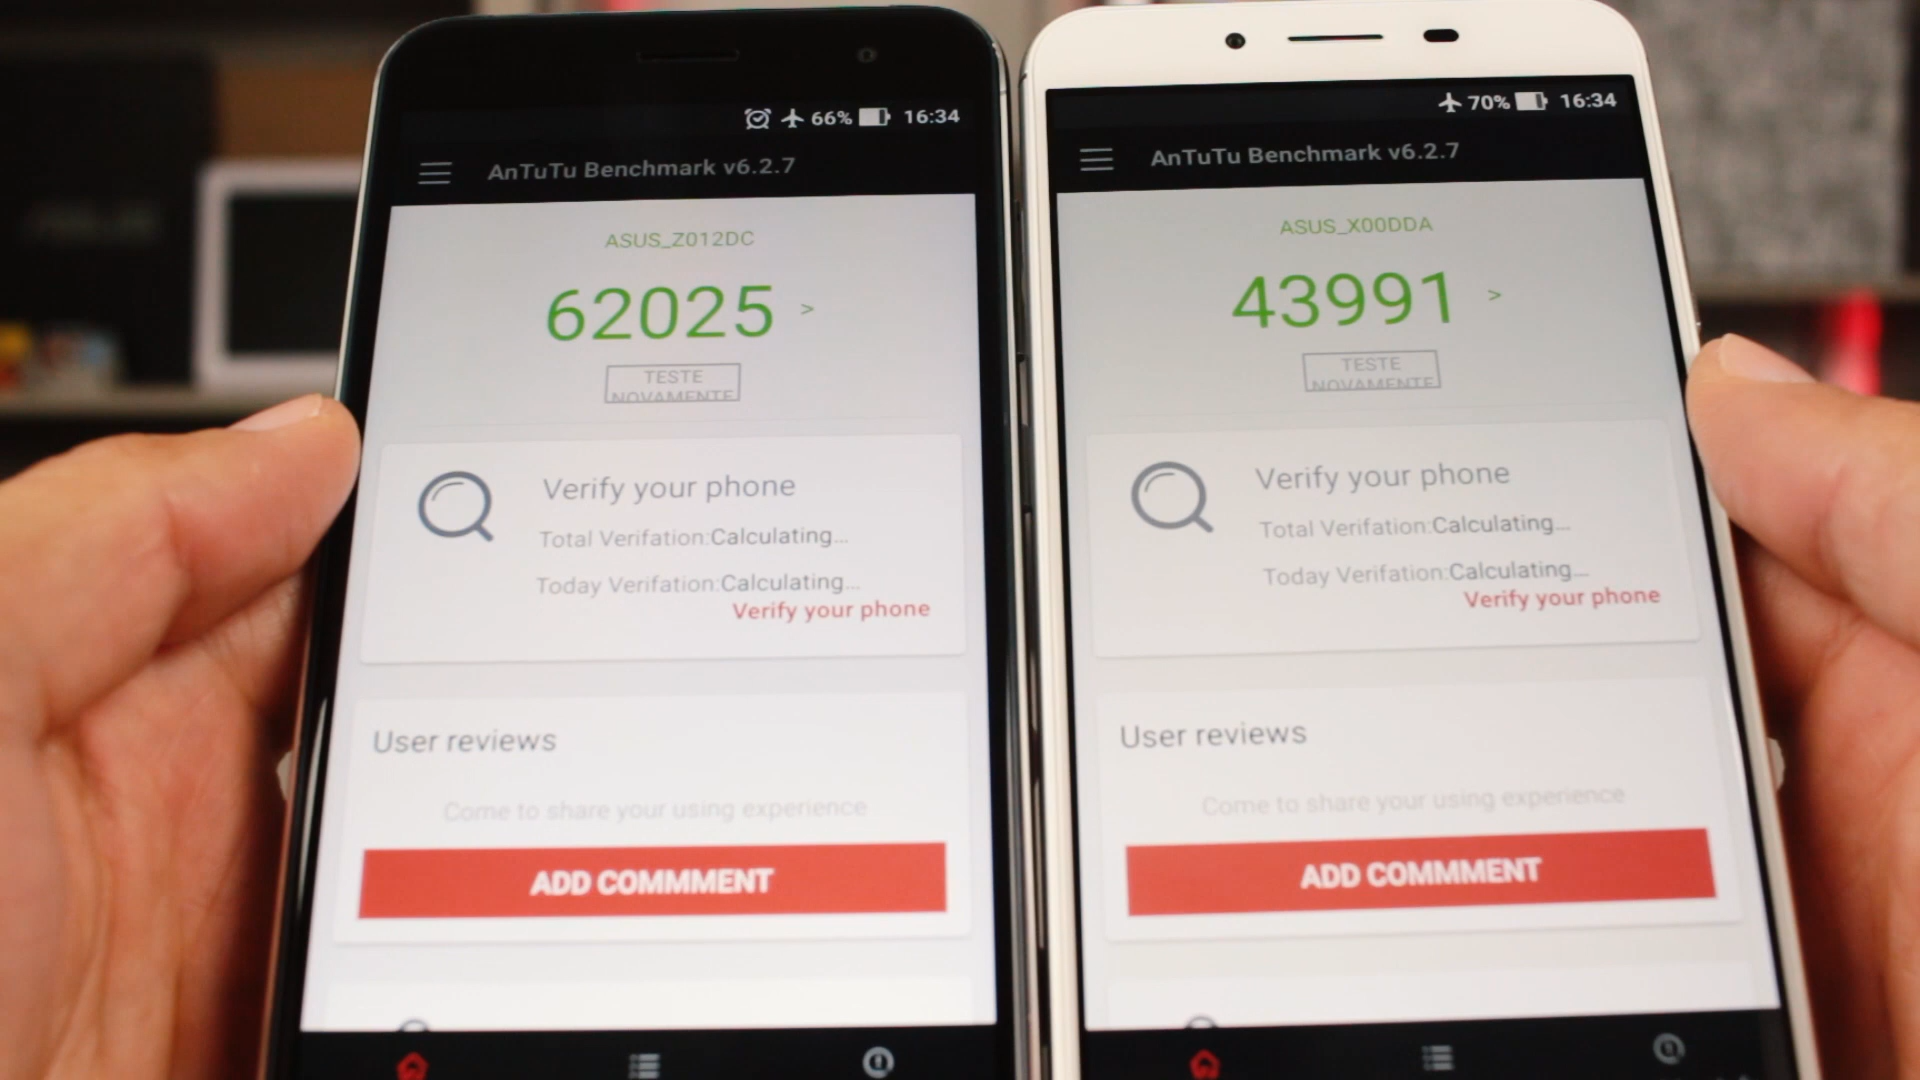 66% 16:34
AnTuTu Benchmark v6.2.7
ASUS_Z012DC
62025 >
TESTE
NOVAMENTE
Verify your phone
Total Verifation:Calculating...
Today Verifation:Calculating...
Verify your phone
User reviews
Come to share your using experience
ADD COMMMENT
70% 16:34
AnTuTu Benchmark v6.2.7
ASUS_X00DDA
43991 >
TESTE
NOVAMENTE
Verify your phone
Total Verifation:Calculating...
Today Verifation:Calculating...
Verify your phone
User reviews
Come to share your using experience
ADD COMMMENT